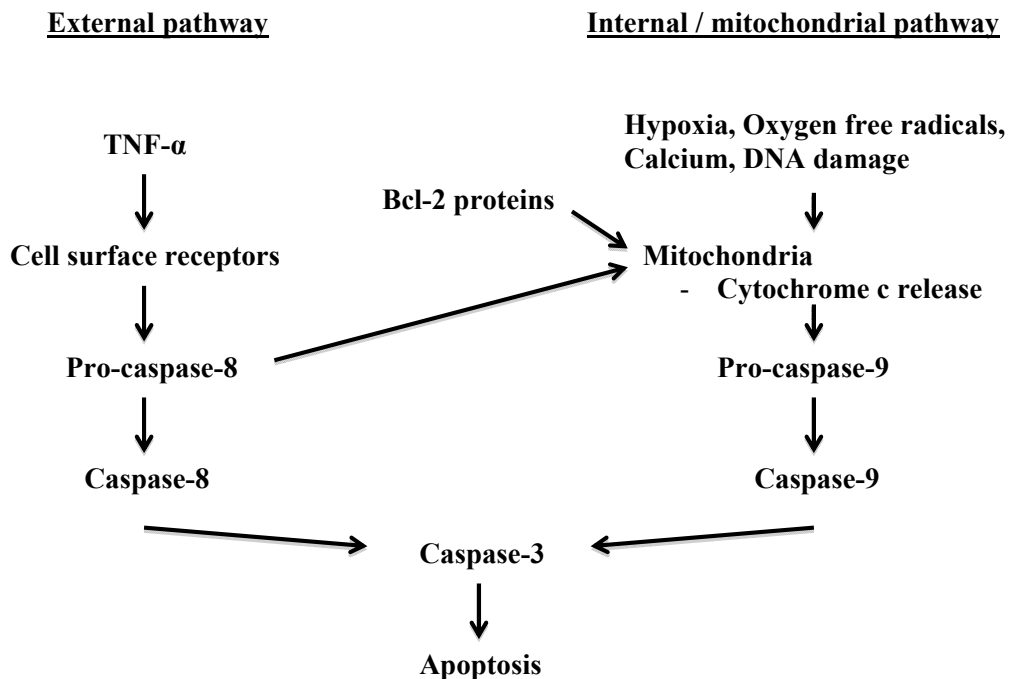 External pathway
Internal / mitochondrial pathway
TNF-α
Hypoxia, Oxygen free radicals,
Calcium, DNA damage
Bcl-2 proteins
Cell surface receptors
Mitochondria
- Cytochrome c release
Pro-caspase-8
Pro-caspase-9
Caspase-8
Caspase-9
Caspase-3
Apoptosis